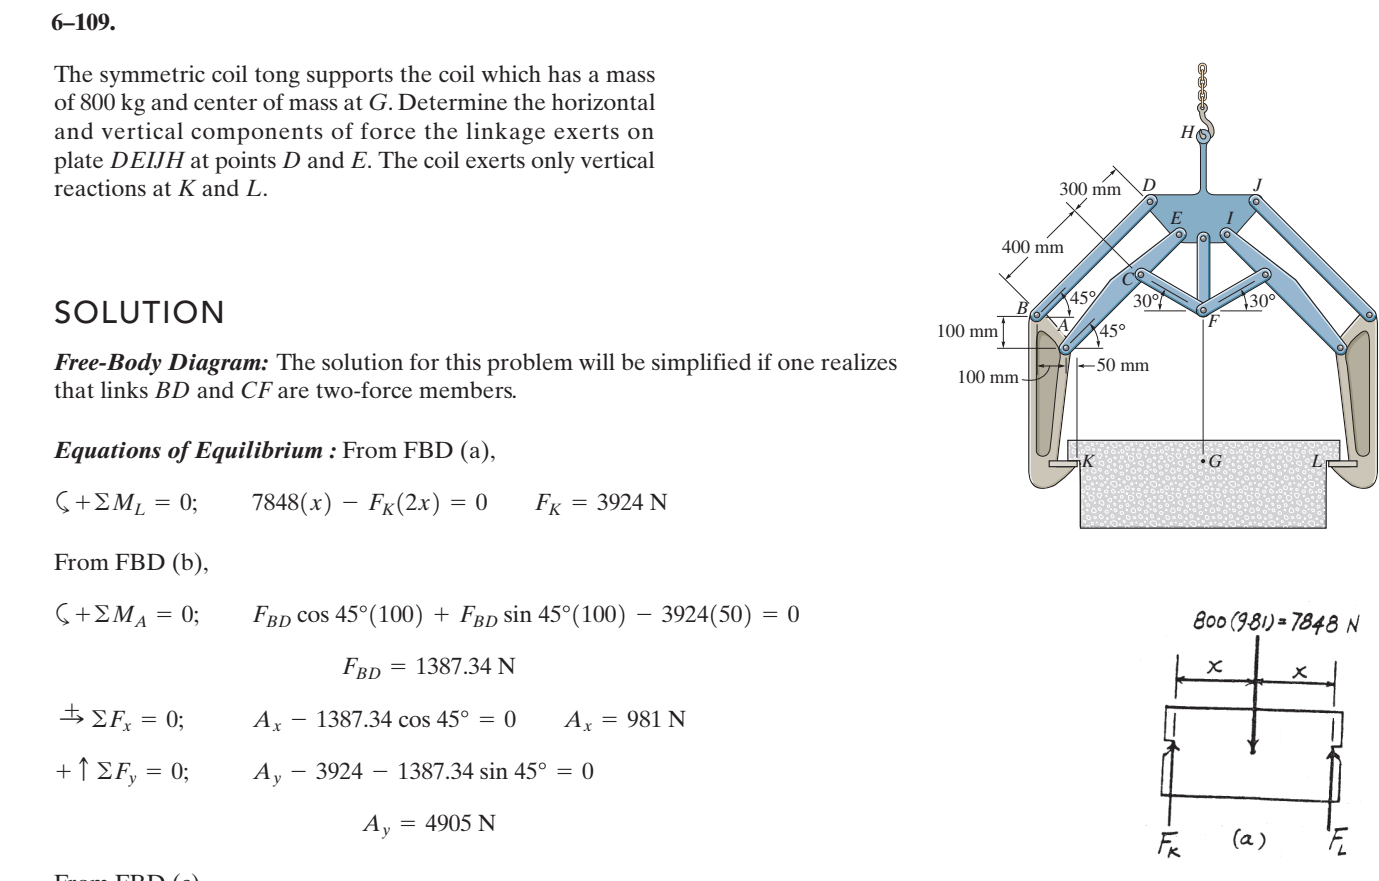 6–109.
The symmetric coil tong supports the coil which has a mass
of 800 kg and center of mass at G. Determine the horizontal
and vertical components of force the linkage exerts on
plate DEIJH at points D and E. The coil exerts only vertical
reactions at K and L.
H
300 mm
D
J
E
I
400 mm
C
45°
30°
30°
B
A
F
100 mm
45°
50 mm
100 mm
K
G
L
SOLUTION
Free-Body Diagram: The solution for this problem will be simplified if one realizes
that links BD and CF are two-force members.
Equations of Equilibrium : From FBD (a),
↶+ΣM_L = 0; 7848(x) − F_K(2x) = 0 F_K = 3924 N
From FBD (b),
↶+ΣM_A = 0; F_BD cos 45°(100) + F_BD sin 45°(100) − 3924(50) = 0
F_BD = 1387.34 N
+→ ΣF_x = 0; A_x − 1387.34 cos 45° = 0 A_x = 981 N
+↑ ΣF_y = 0; A_y − 3924 − 1387.34 sin 45° = 0
A_y = 4905 N
From FBD (c)
800(9.81)=7848 N
x
x
F_K
(a)
F_L